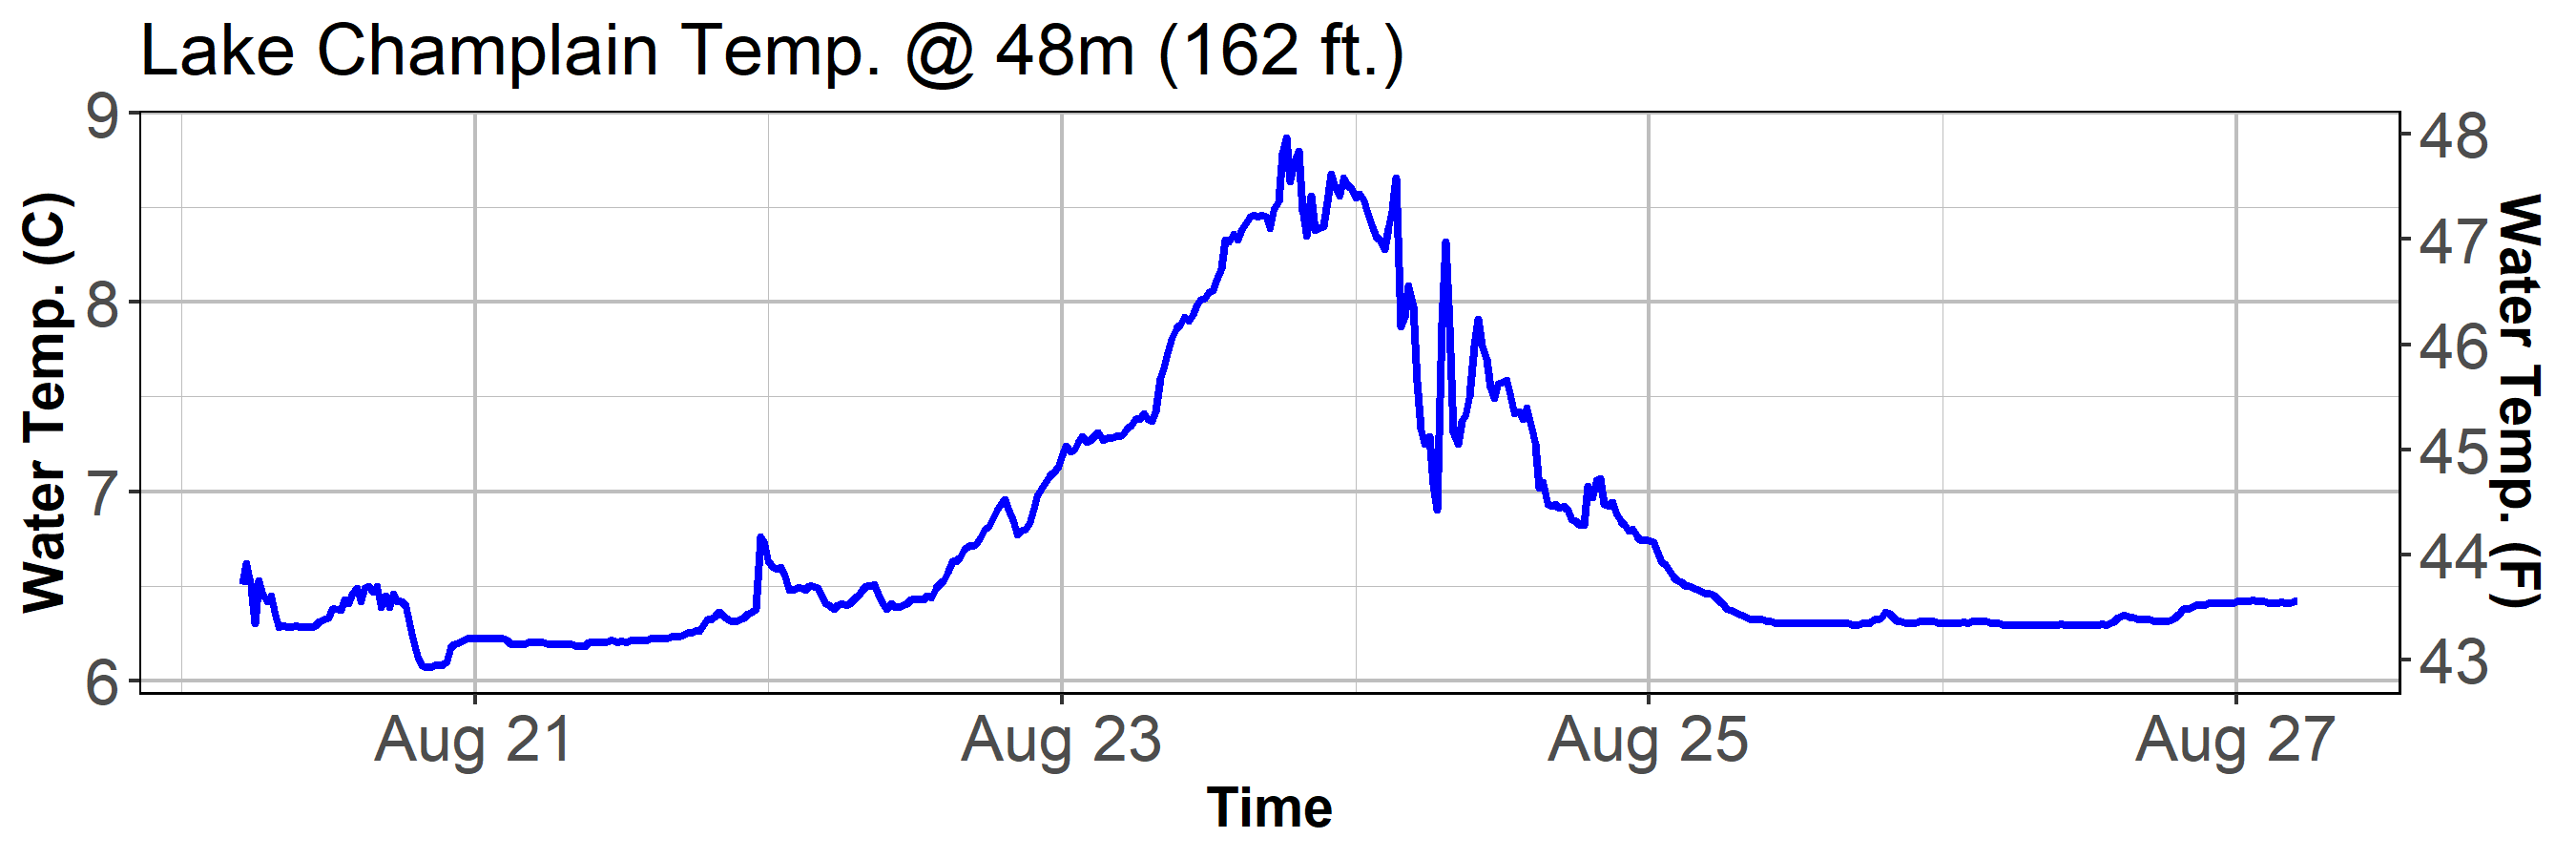 Lake Champlain Temp. @ 48m (162 ft.)
Water Temp. (C)
9
8
7
6
48
47
46
45
44
43
Water Temp. (F)
Aug 21 Aug 23 Aug 25 Aug 27
Time